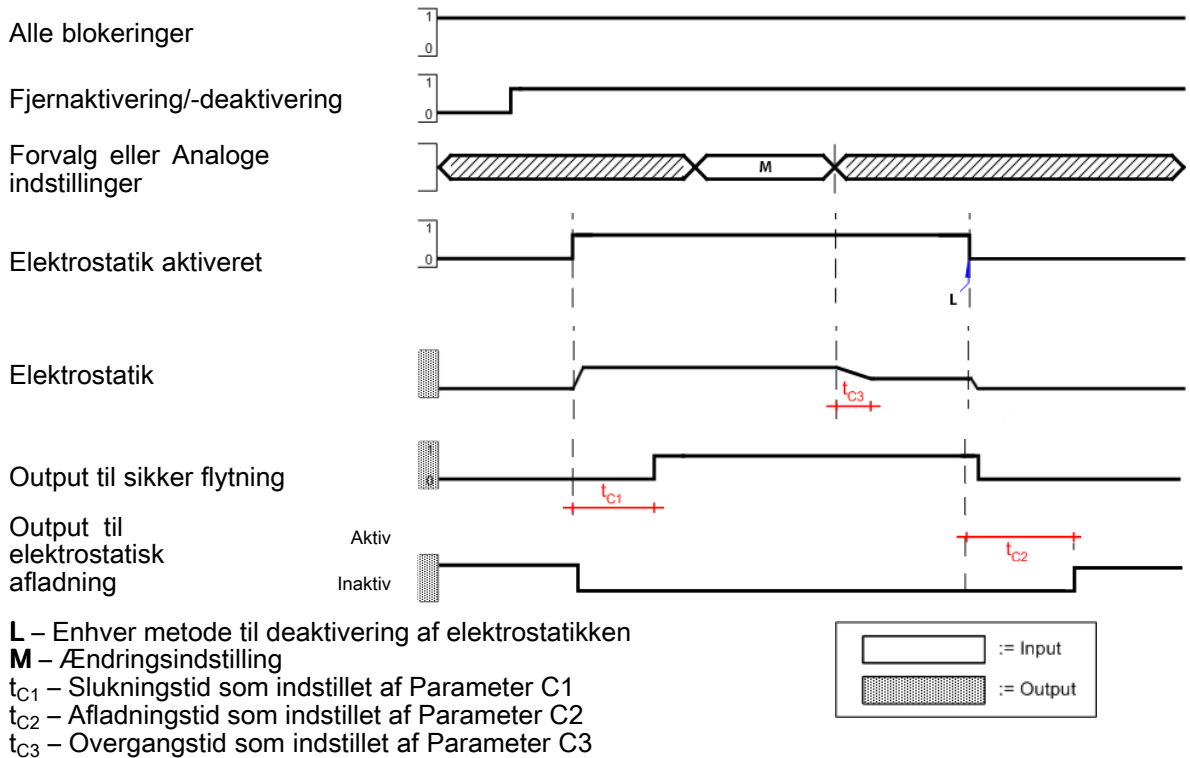 Alle blokeringer
1
0
Fjernaktivering/-deaktivering
1
0
Forvalg eller Analoge
indstillinger
M
Elektrostatik aktiveret
1
0
L
Elektrostatik
tC3
Output til sikker flytning
1
0
tC1
Output til
elektrostatisk
afladning
Aktiv
Inaktiv
tC2
L – Enhver metode til deaktivering af elektrostatikken
M – Ændringsindstilling
tC1 – Slukningstid som indstillet af Parameter C1
tC2 – Afladningstid som indstillet af Parameter C2
tC3 – Overgangstid som indstillet af Parameter C3
:= Input
:= Output